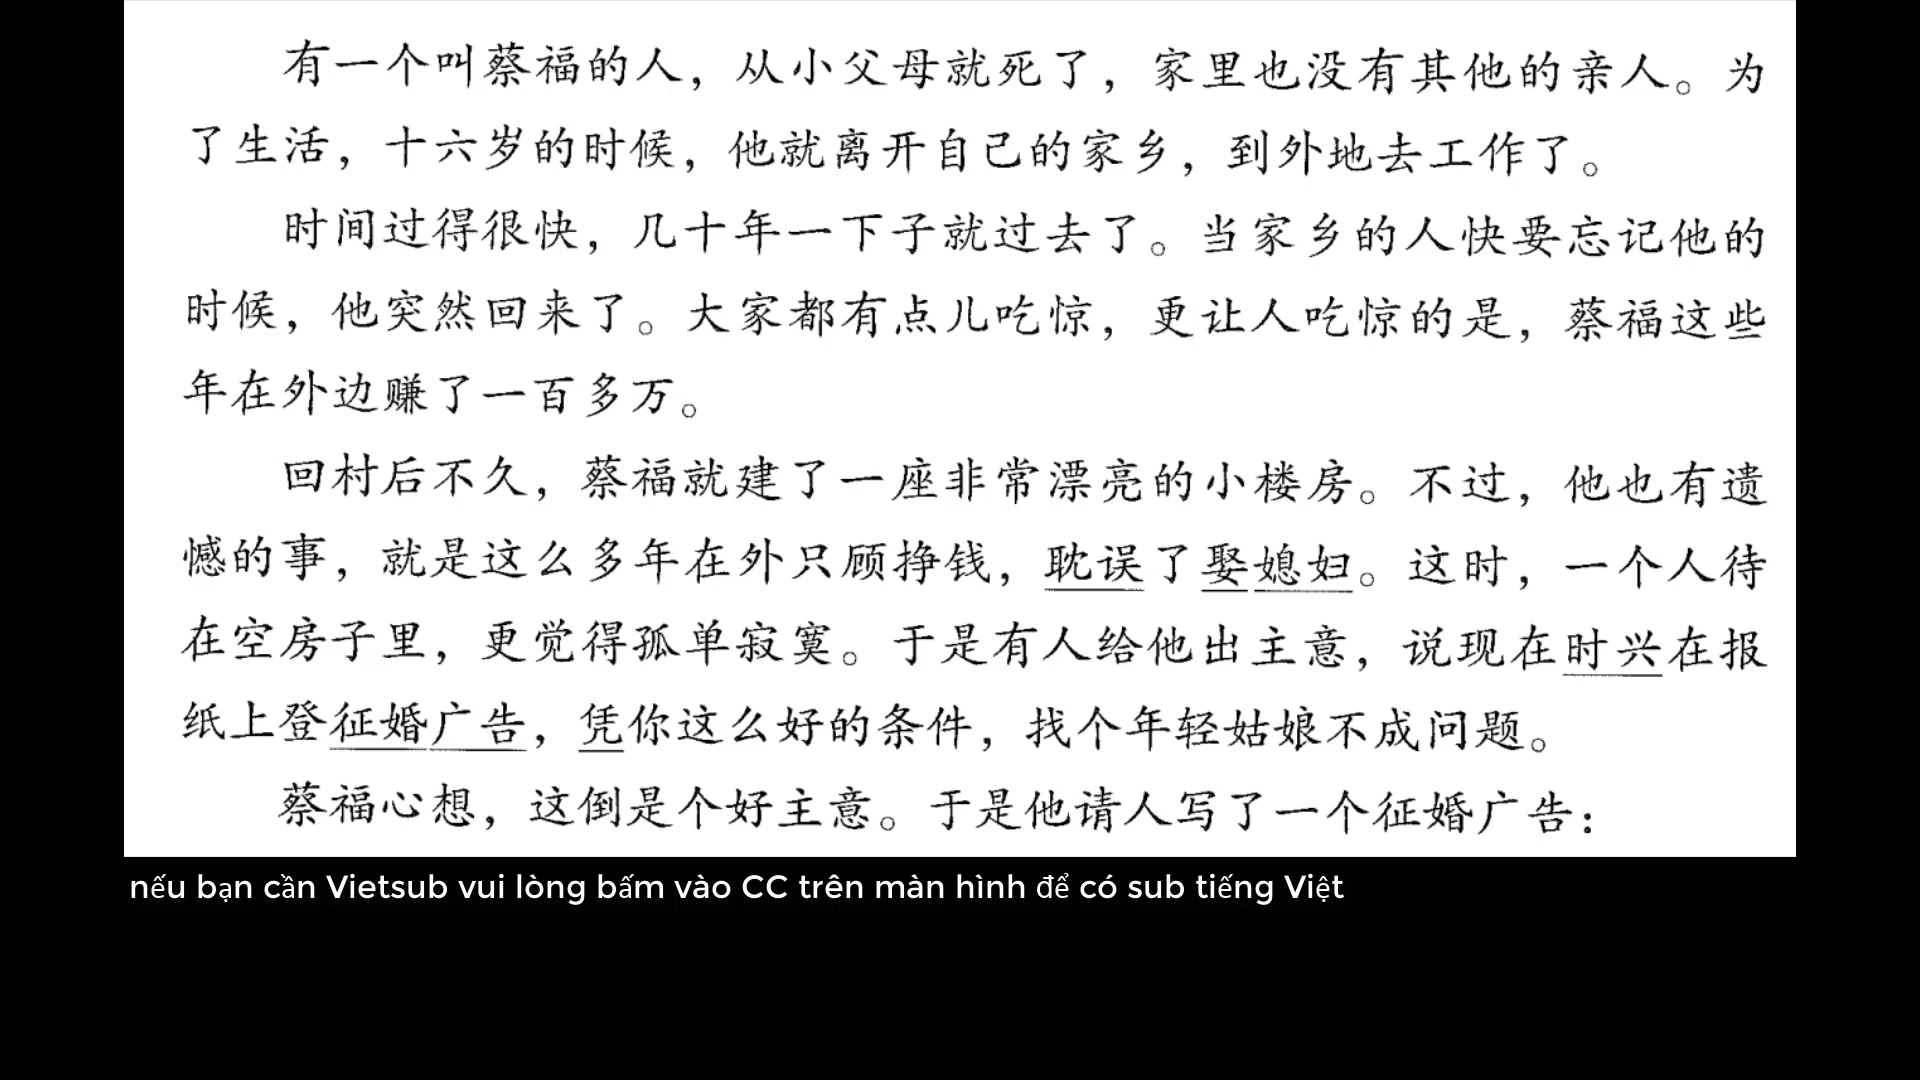 有一个叫蔡福的人，从小父母就死了，家里也没有其他的亲人。为
了生活，十六岁的时候，他就离开自己的家乡，到外地去工作了。
时间过得很快，几十年一下子就过去了。当家乡的人快要忘记他的
时候，他突然回来了。大家都有点儿吃惊，更让人吃惊的是，蔡福这些
年在外边赚了一百多万。
回村后不久，蔡福就建了一座非常漂亮的小楼房。不过，他也有遗
憾的事，就是这么多年在外只顾挣钱，耽误了娶媳妇。这时，一个人待
在空房子里，更觉得孤单寂寞。于是有人给他出主意，说现在时兴在报
纸上登征婚广告，凭你这么好的条件，找个年轻姑娘不成问题。
蔡福心想，这倒是个好主意。于是他请人写了一个征婚广告：
nếu bạn cần Vietsub vui lòng bấm vào CC trên màn hình để có sub tiếng Việt